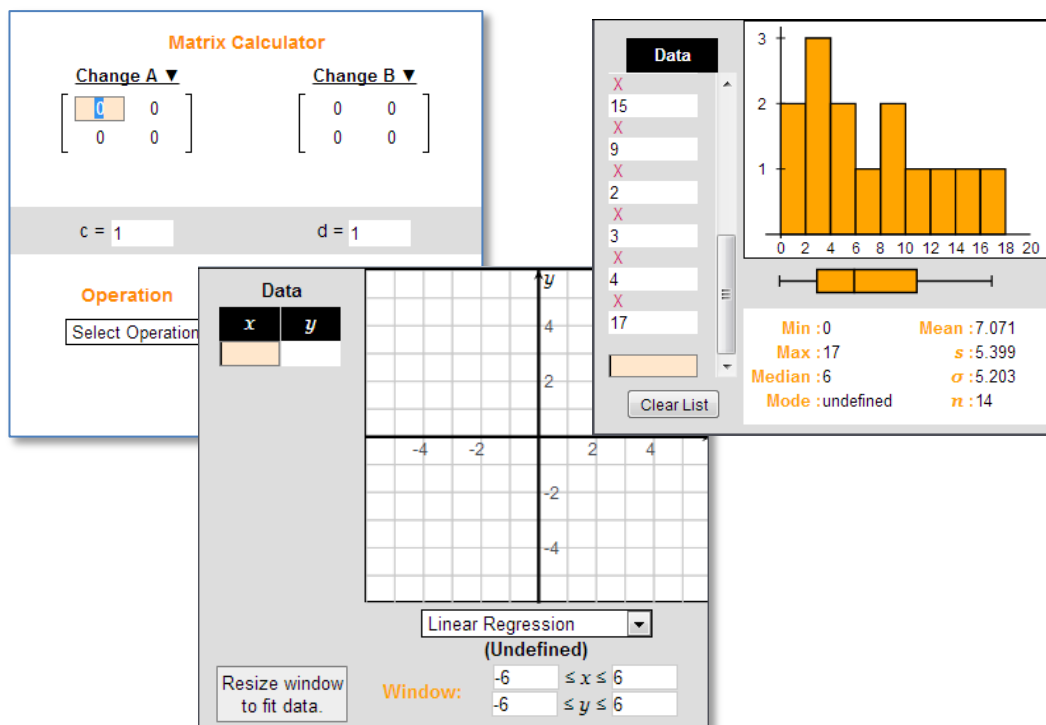 Matrix Calculator
Change A ▼ Change B ▼
0 0 0 0
0 0 0 0
c = 1 d = 1
Operation
Select Operation
Data
x y
y
4
2
-4 -2 2 4
-2
-4
Linear Regression
(Undefined)
Resize window
to fit data.
Window:
-6 ≤ x ≤ 6
-6 ≤ y ≤ 6
Data
X
15
X
9
X
2
X
3
X
4
X
17
Clear List
3
2
1
0 2 4 6 8 10 12 14 16 18 20
Min :0 Mean :7.071
Max :17 s :5.399
Median :6 σ :5.203
Mode :undefined n :14